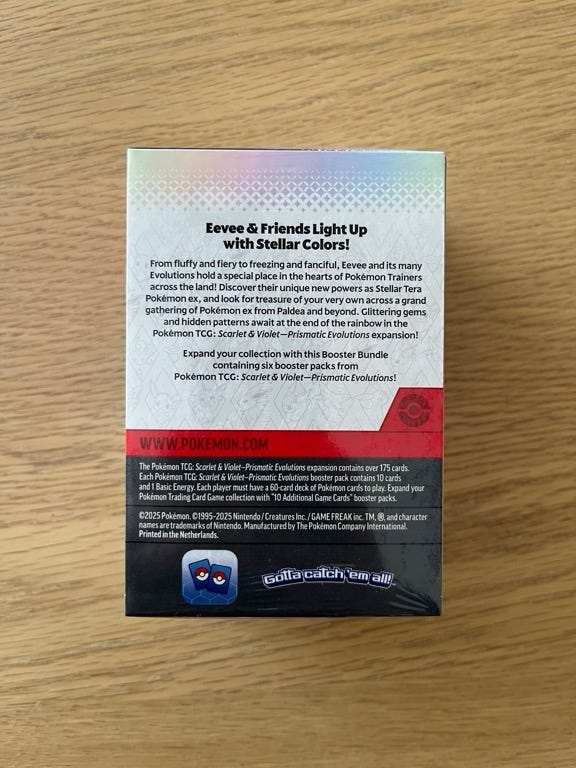 Eevee & Friends Light Up
with Stellar Colors!
From fluffy and fiery to freezing and fanciful, Eevee and its many
Evolutions hold a special place in the hearts of Pokémon Trainers
across the land! Discover their unique new powers as Stellar Tera
Pokémon ex, and look for treasure of your very own across a grand
gathering of Pokémon ex from Paldea and beyond. Glittering gems
and hidden patterns await at the end of the rainbow in the
Pokémon TCG: Scarlet & Violet—Prismatic Evolutions expansion!
Expand your collection with this Booster Bundle
containing six booster packs from
Pokémon TCG: Scarlet & Violet—Prismatic Evolutions!
WWW.POKEMON.COM
The Pokémon TCG: Scarlet & Violet—Prismatic Evolutions expansion contains over 175 cards.
Each Pokémon TCG: Scarlet & Violet—Prismatic Evolutions booster pack contains 10 cards
and 1 Basic Energy. Each player must have a 60-card deck of Pokémon cards to play. Expand your
Pokémon Trading Card Game collection with "10 Additional Game Cards" booster packs.
©2025 Pokémon. ©1995-2025 Nintendo / Creatures Inc. / GAME FREAK inc. TM, ®, and character
names are trademarks of Nintendo. Manufactured by The Pokémon Company International.
Printed in the Netherlands.
Gotta catch 'em all!